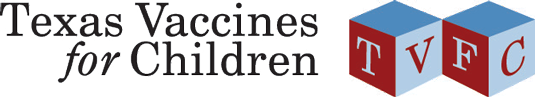 Texas Vaccines
for Children
T V F C